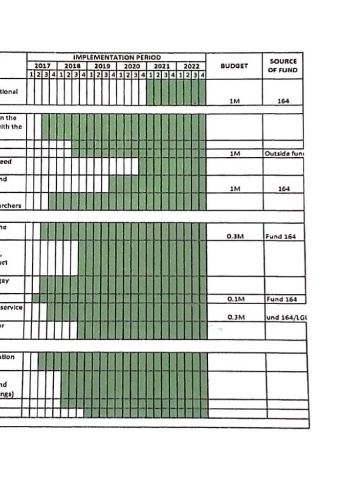 IMPLEMENTATION PERIOD
BUDGET
SOURCE OF FUND
2017 2018 2019 2020 2021 2022
1 2 3 4 1 2 3 4 1 2 3 4 1 2 3 4 1 2 3 4 1 2 3 4
tional
1M 164
n the
ith the
1M Outside fun
eed
nd
1M 164
rchers
ne
0.3M Fund 164
ct
gay
0.1M Fund 164
service
0.3M und 164/LGU
or
ation
nd
ngs)